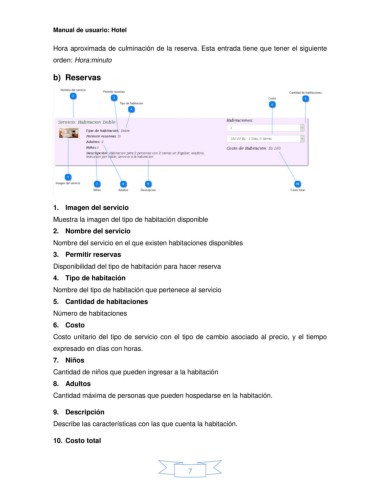 Manual de usuario: Hotel
Hora aproximada de culminación de la reserva. Esta entrada tiene que tener el siguiente
orden: Hora:minuto
b) Reservas
Nombre del servicio
Permitir reservas
Tipo de habitacion
Costo
Cantidad de habitaciones
Servicio: Habitacion Doble
Tipo de habitacion: Doble
Permitir reservas: Si
Adultos:
Niños:
Habitaciones:
1
Costo de Habitación: Bs.
Imagen del servicio
Niños
Adultos
Descripción
Costo total
1. Imagen del servicio
Muestra la imagen del tipo de habitación disponible
2. Nombre del servicio
Nombre del servicio en el que existen habitaciones disponibles
3. Permitir reservas
Disponibilidad del tipo de habitación para hacer reserva
4. Tipo de habitación
Nombre del tipo de habitación que pertenece al servicio
5. Cantidad de habitaciones
Número de habitaciones
6. Costo
Costo unitario del tipo de servicio con el tipo de cambio asociado al precio, y el tiempo
expresado en días con horas.
7. Niños
Cantidad de niños que pueden ingresar a la habitación
8. Adultos
Cantidad máxima de personas que pueden hospedarse en la habitación.
9. Descripción
Describe las características con las que cuenta la habitación.
10. Costo total
7